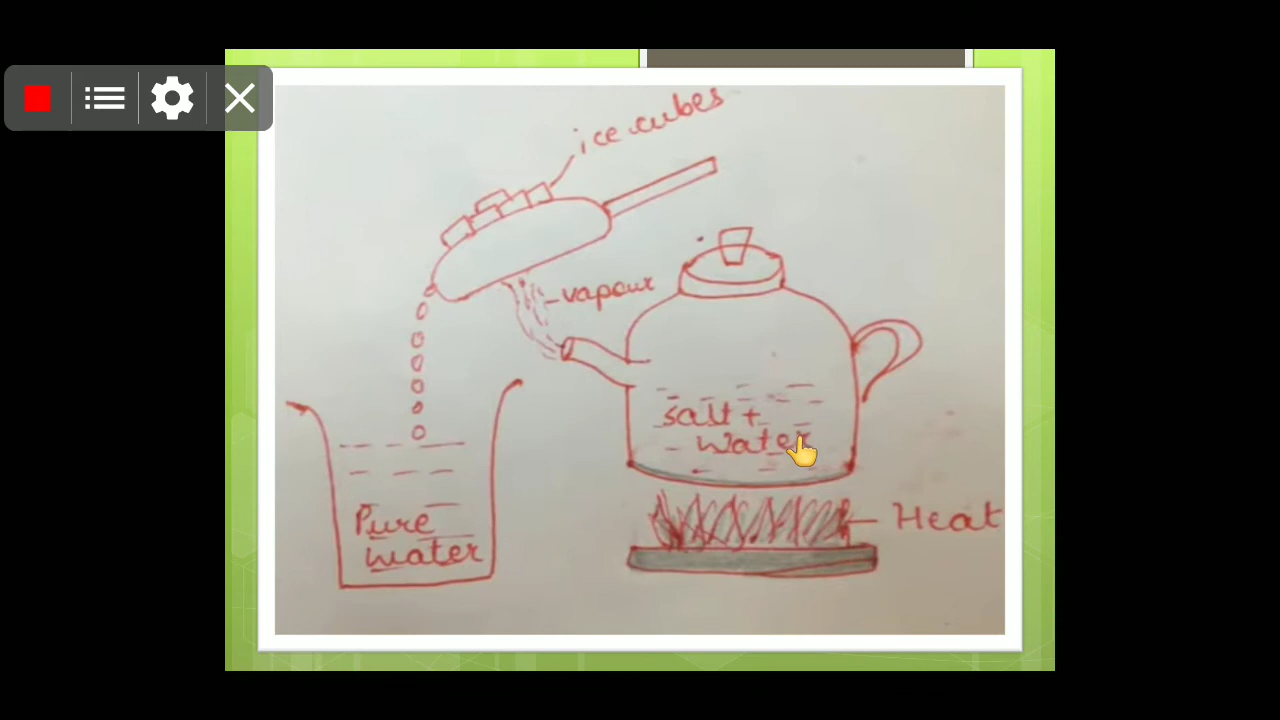 ice cubes
vapour
salt +
water
Pure
water
Heat